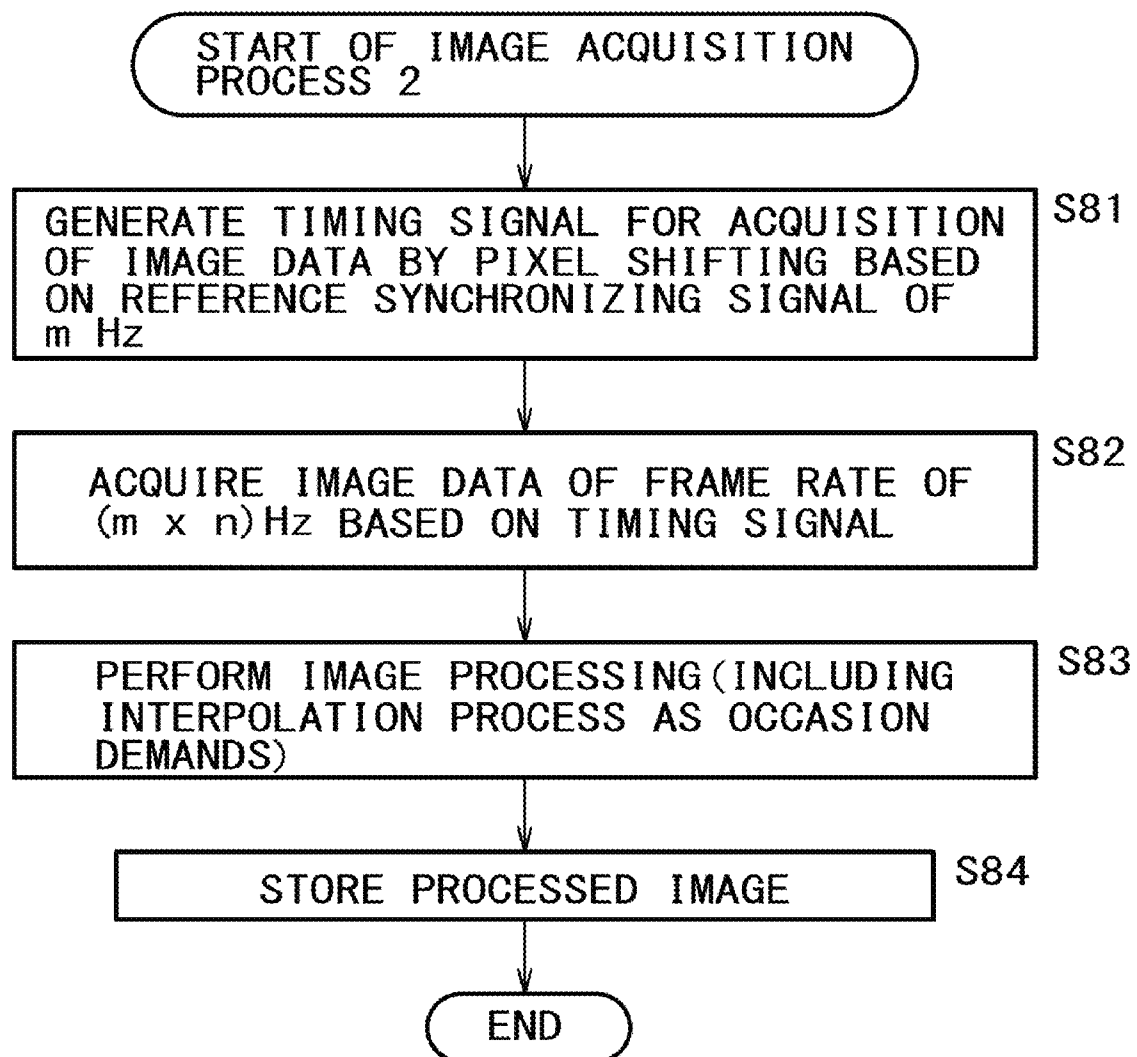 START OF IMAGE ACQUISITION
PROCESS 2
S81
GENERATE TIMING SIGNAL FOR ACQUISITION
OF IMAGE DATA BY PIXEL SHIFTING BASED
ON REFERENCE SYNCHRONIZING SIGNAL OF
m Hz
S82
ACQUIRE IMAGE DATA OF FRAME RATE OF
(m x n)Hz BASED ON TIMING SIGNAL
S83
PERFORM IMAGE PROCESSING(INCLUDING
INTERPOLATION PROCESS AS OCCASION
DEMANDS)
S84
STORE PROCESSED IMAGE
END